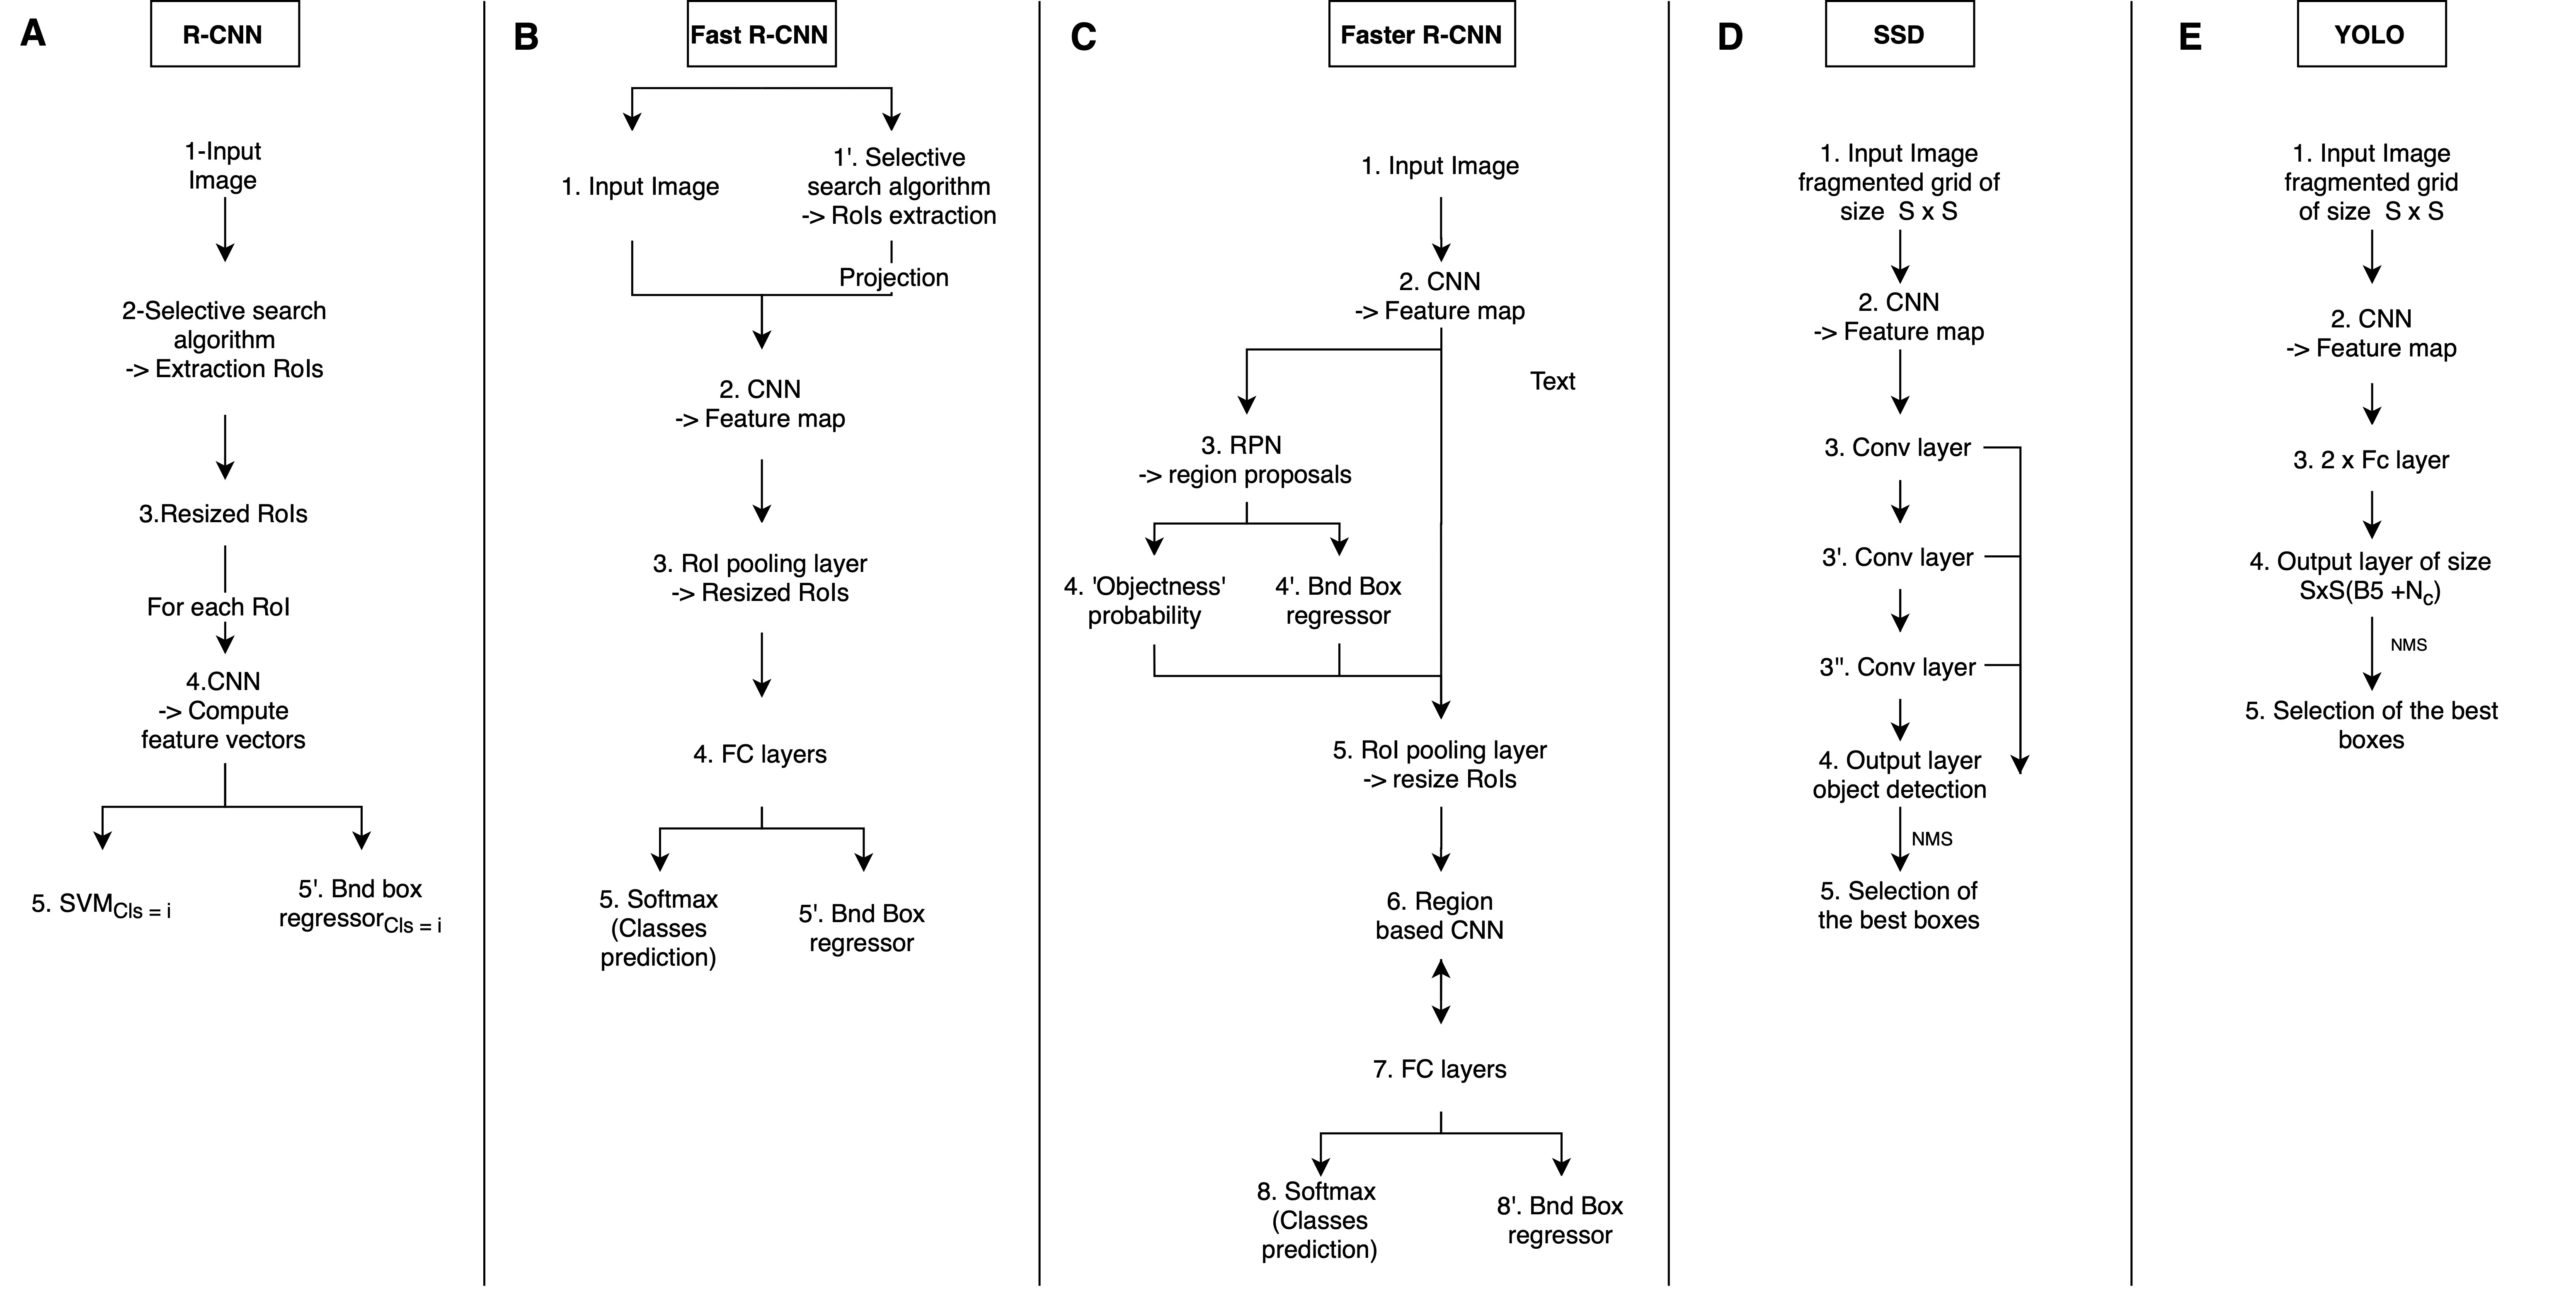 A
R-CNN
1-Input
Image
2-Selective search
algorithm
-> Extraction RoIs
3.Resized RoIs
For each RoI
4.CNN
-> Compute
feature vectors
5. SVMCls = i
5'. Bnd box
regressorCls = i
B
Fast R-CNN
1. Input Image
1'. Selective
search algorithm
-> RoIs extraction
Projection
2. CNN
-> Feature map
3. RoI pooling layer
-> Resized RoIs
4. FC layers
5. Softmax
(Classes
prediction)
5'. Bnd Box
regressor
C
Faster R-CNN
1. Input Image
2. CNN
-> Feature map
Text
3. RPN
-> region proposals
4. 'Objectness'
probability
4'. Bnd Box
regressor
5. RoI pooling layer
-> resize RoIs
6. Region
based CNN
7. FC layers
8. Softmax
(Classes
prediction)
8'. Bnd Box
regressor
D
SSD
1. Input Image
fragmented grid of
size S x S
2. CNN
-> Feature map
3. Conv layer
3'. Conv layer
3". Conv layer
4. Output layer
object detection
NMS
5. Selection of
the best boxes
E
YOLO
1. Input Image
fragmented grid
of size S x S
2. CNN
-> Feature map
3. 2 x Fc layer
4. Output layer of size
SxS(B5 +Nc)
NMS
5. Selection of the best
boxes